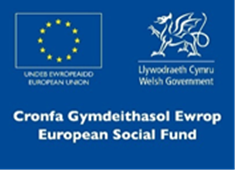 UNDEB EWROPEAIDD
EUROPEAN UNION
Llywodraeth Cymru
Welsh Government
Cronfa Gymdeithasol Ewrop
European Social Fund